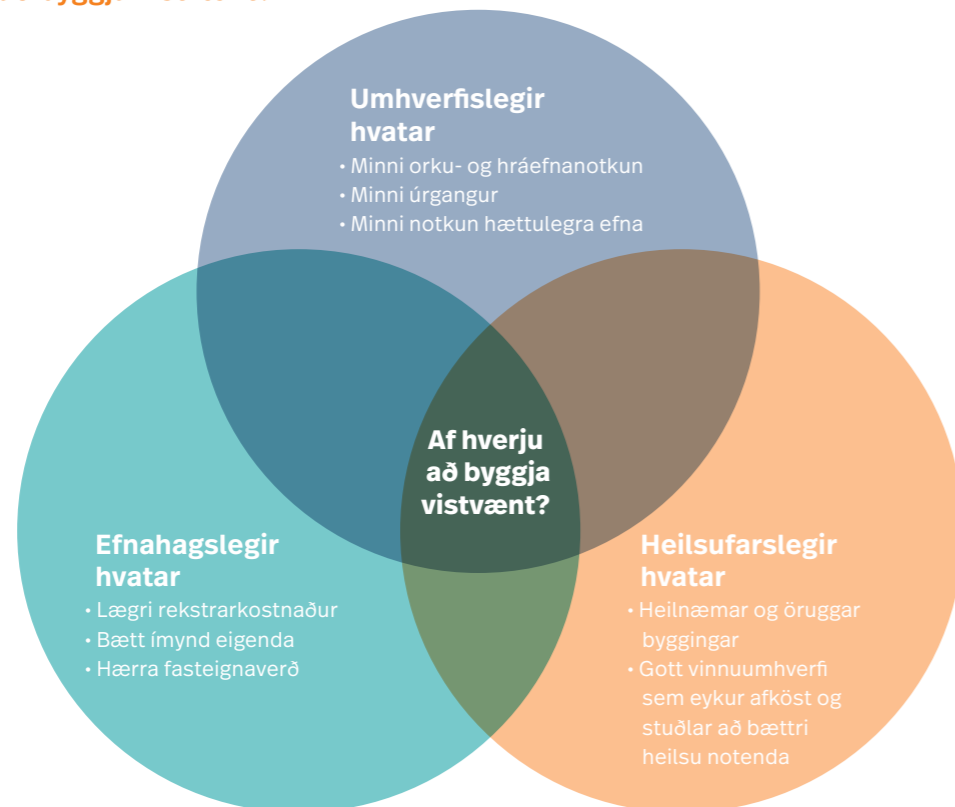 Umhverfislegir
hvatar
• Minni orku- og hráefnanotkun
• Minni úrgangur
• Minni notkun hættulegra efna
Af hverju
að byggja
vistvænt?
Efnahagslegir
hvatar
• Lægri rekstrarkostnaður
• Bætt ímynd eigenda
• Hærra fasteignaverð
Heilsufarslegir
hvatar
• Heilnæmar og öruggar
byggingar
• Gott vinnuumhverfi
sem eykur afköst og
stuðlar að bættri
heilsu notenda